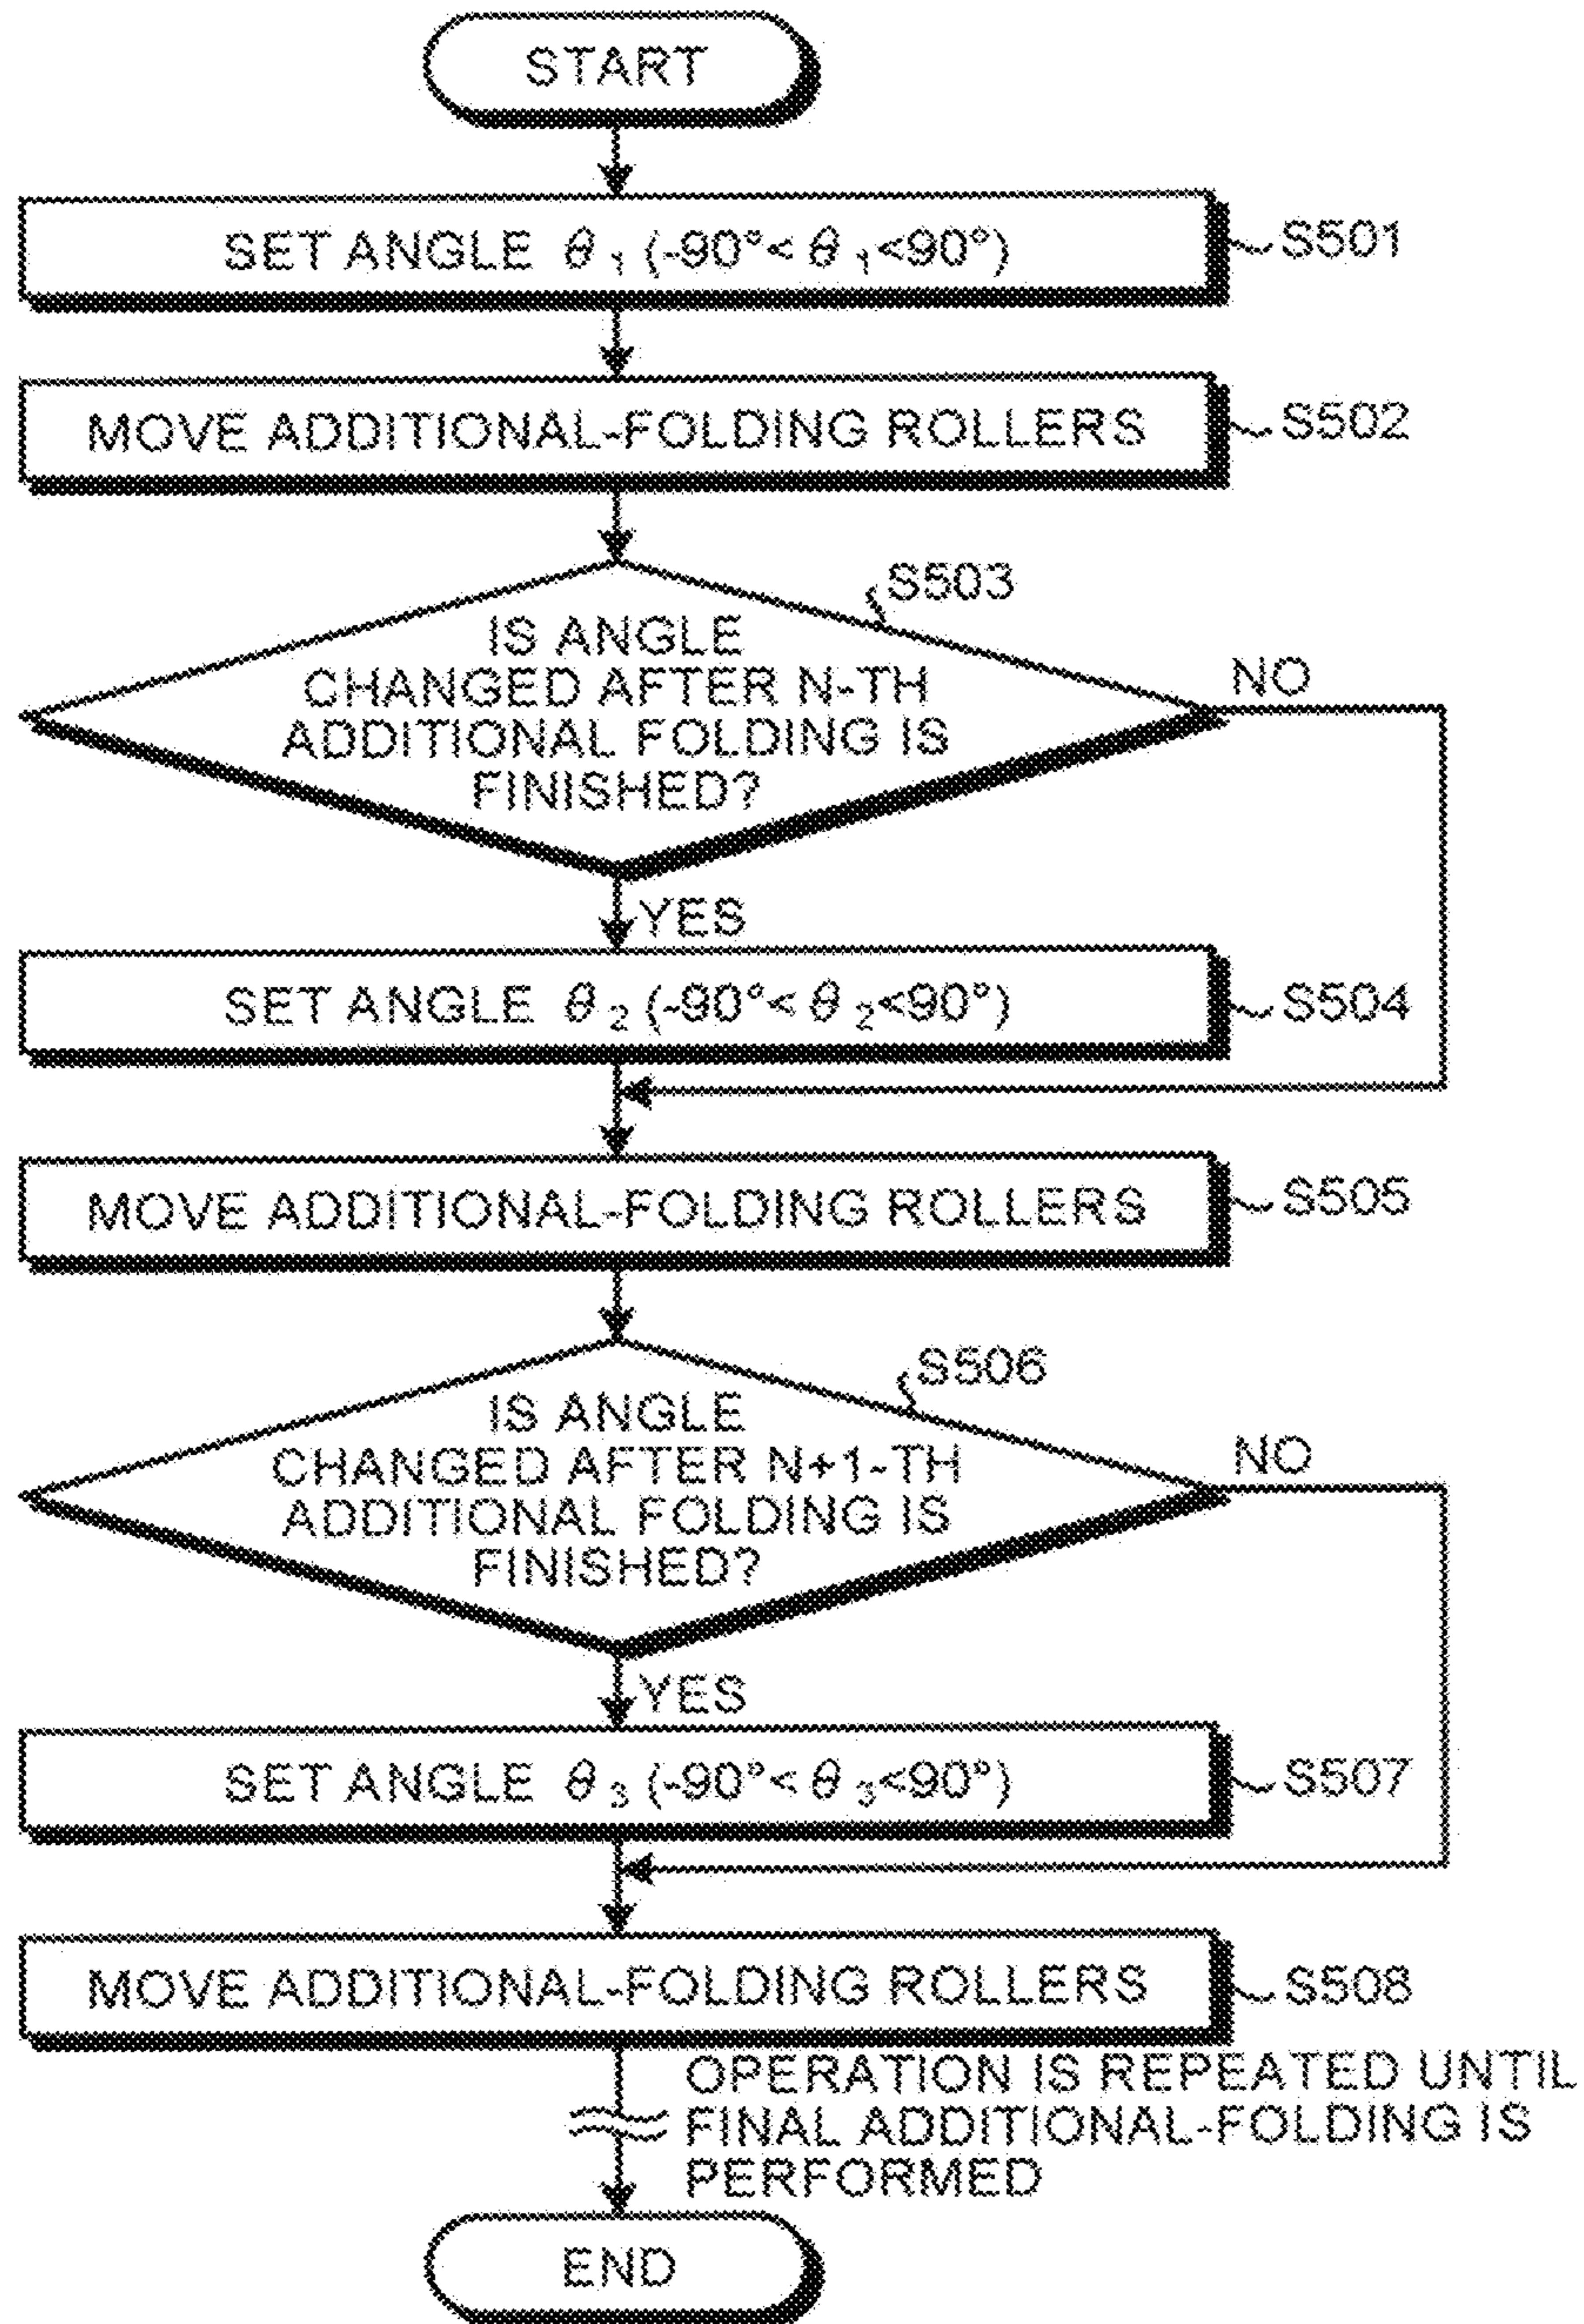 START
SET ANGLE θ1 (-90°< θ1<90°)
S501
MOVE ADDITIONAL-FOLDING ROLLERS
S502
S503
IS ANGLE
CHANGED AFTER N-TH
ADDITIONAL FOLDING IS
FINISHED?
NO
YES
SET ANGLE θ2 (-90°< θ2<90°)
S504
MOVE ADDITIONAL-FOLDING ROLLERS
S505
S506
IS ANGLE
CHANGED AFTER N+1-TH
ADDITIONAL FOLDING IS
FINISHED?
NO
YES
SET ANGLE θ3 (-90°< θ3<90°)
S507
MOVE ADDITIONAL-FOLDING ROLLERS
S508
OPERATION IS REPEATED UNTIL
FINAL ADDITIONAL-FOLDING IS
PERFORMED
END